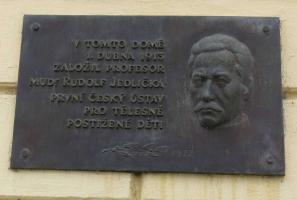 V TOMTO DOMĚ
1. DUBNA 1913
ZALOŽIL PROFESOR
MUDr RUDOLF JEDLIČKA
PRVNÍ ČESKÝ ÚSTAV
PRO TĚLESNĚ
POSTIŽENÉ DĚTI